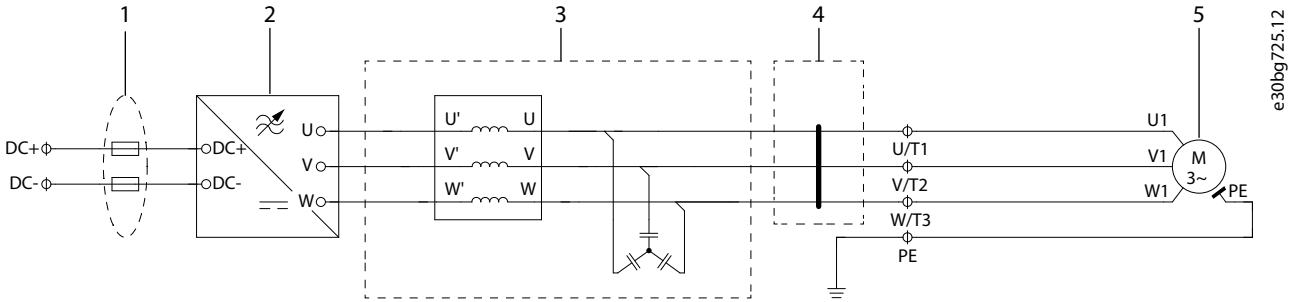 1
2
3
4
5
e30bg725.12
DC+
DC-
DC+
DC-
U
V
W
U' U
V' V
W' W
U/T1
V/T2
W/T3
PE
U1
V1
W1
M
3~
PE